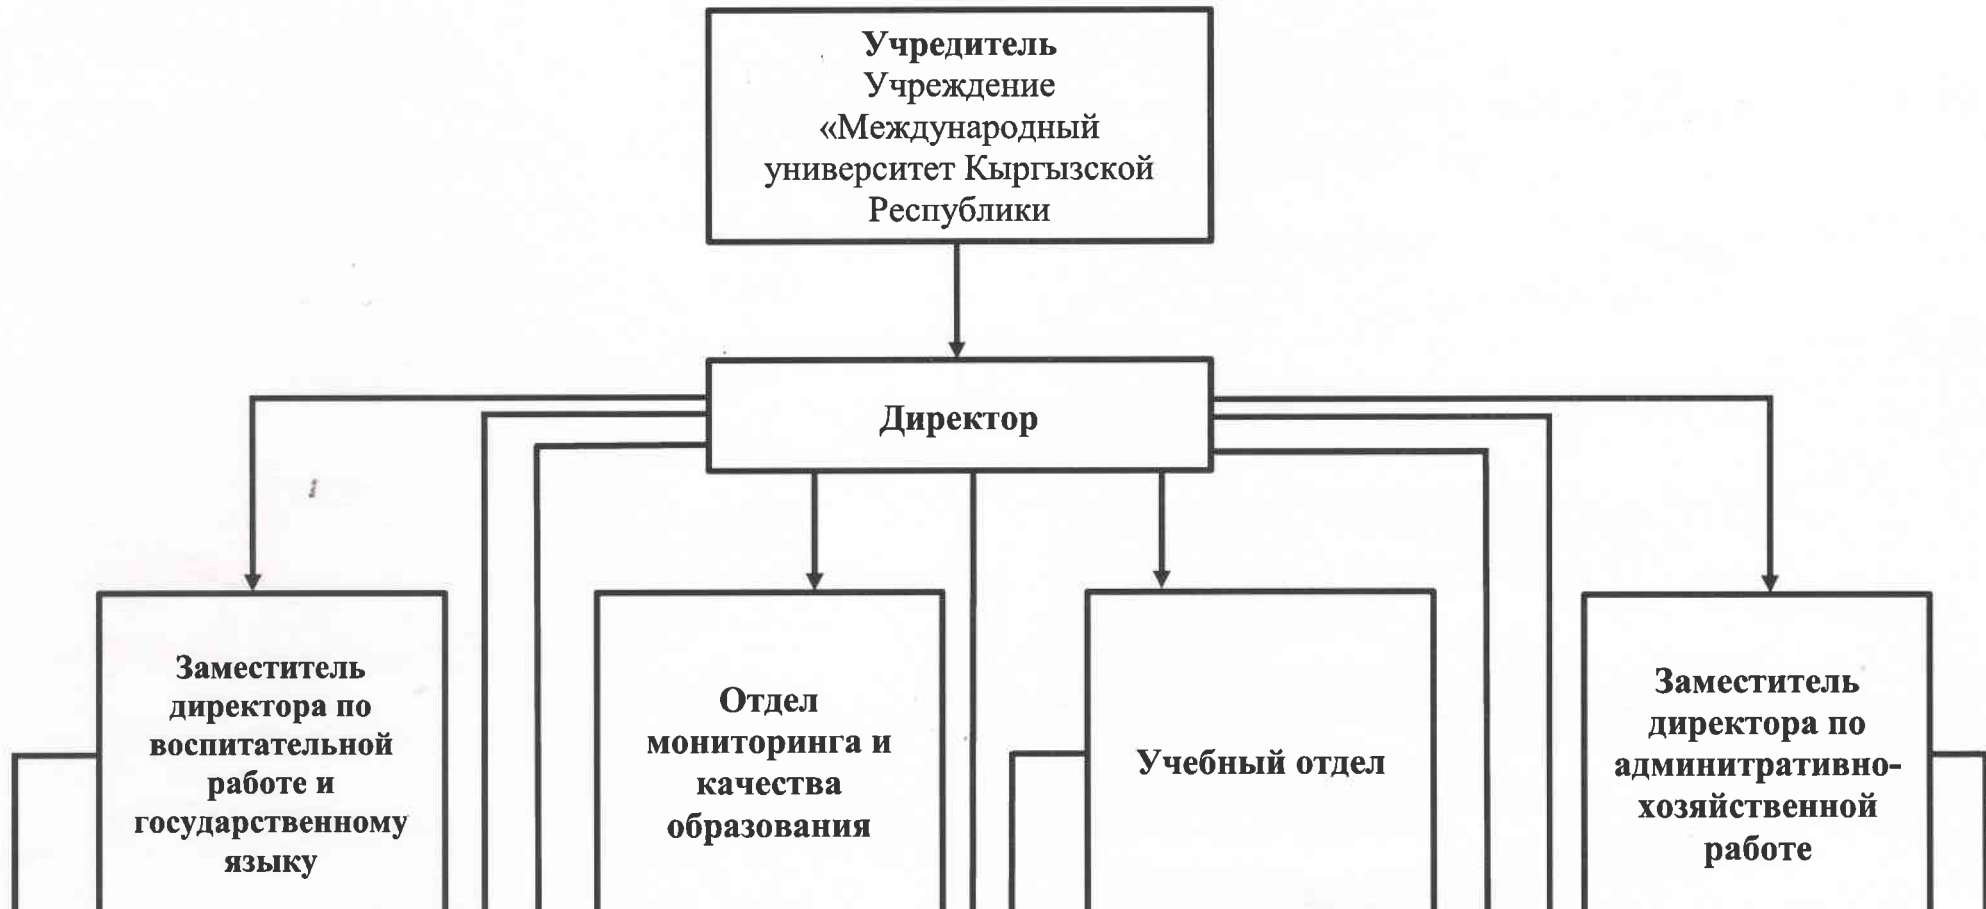 Учредитель
Учреждение
«Международный
университет Кыргызской
Республики
Директор
Заместитель
директора по
воспитательной
работе и
государственному
языку
Отдел
мониторинга и
качества
образования
Учебный отдел
Заместитель
директора по
админитративно-
хозяйственной
работе